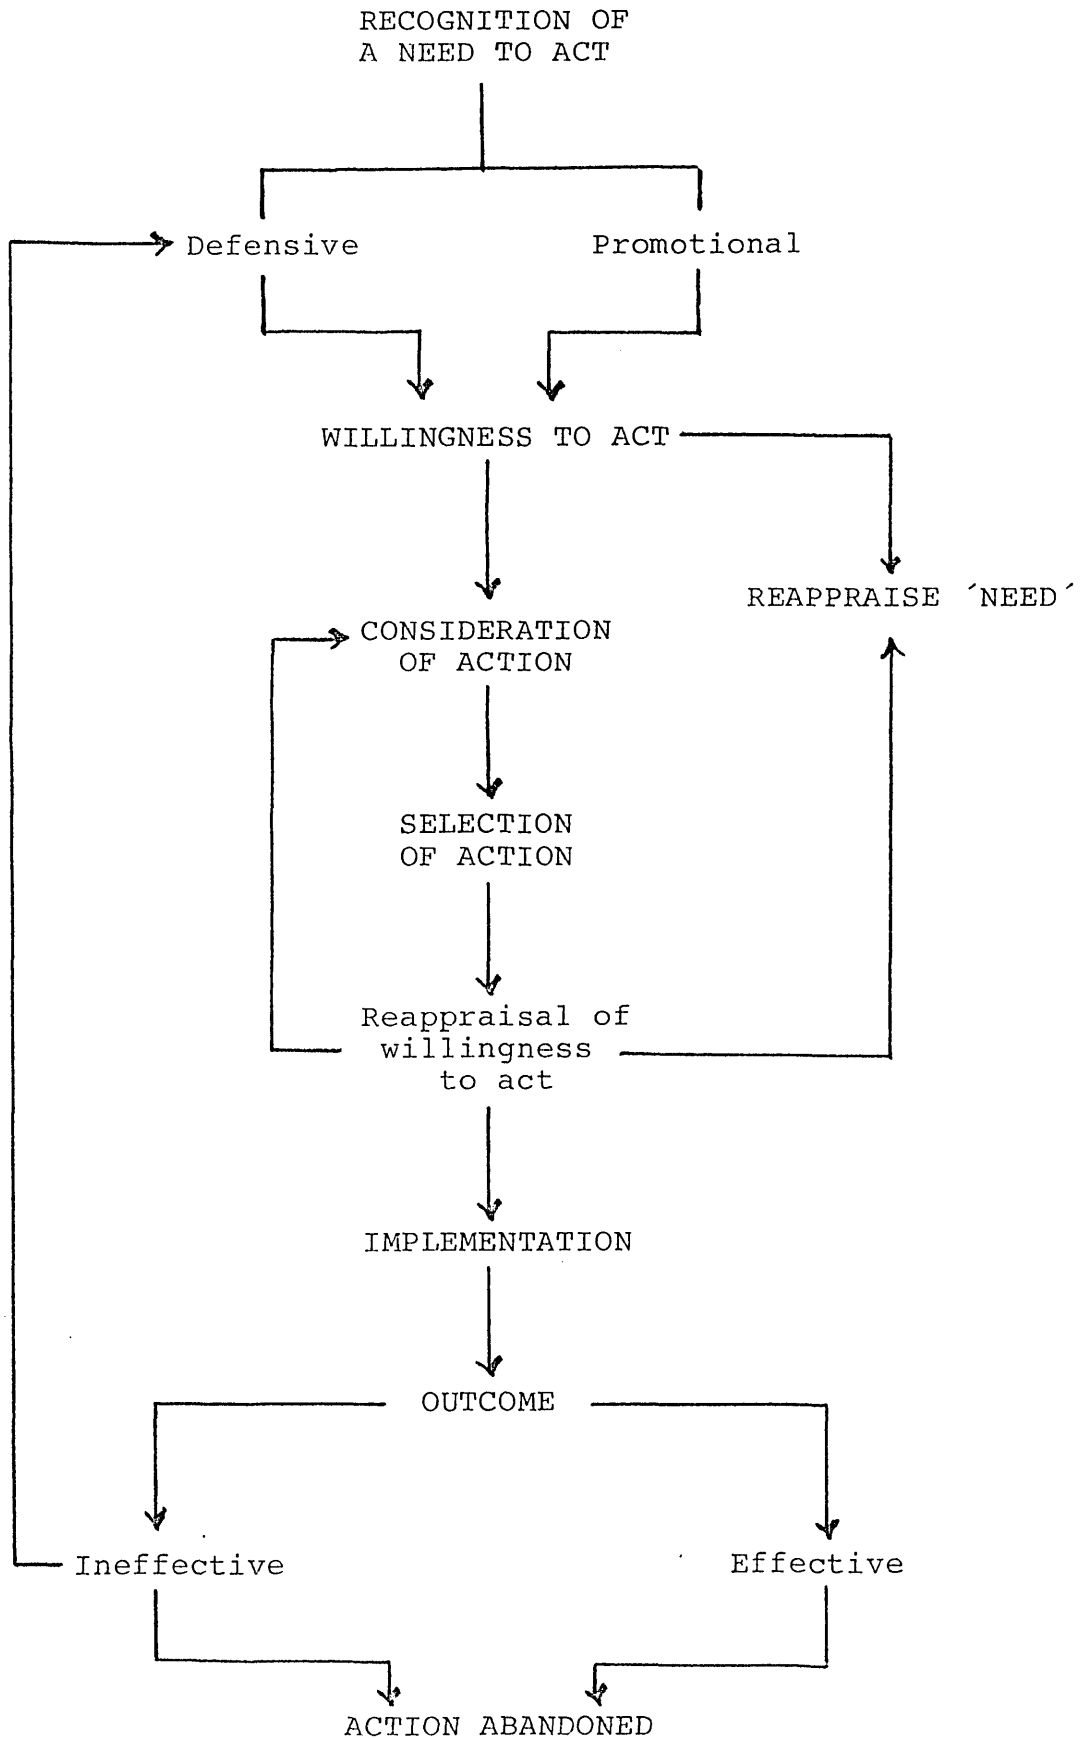 RECOGNITION OF
A NEED TO ACT
Defensive
Promotional
WILLINGNESS TO ACT
REAPPRAISE ´NEED´
CONSIDERATION
OF ACTION
SELECTION
OF ACTION
Reappraisal of
willingness
to act
IMPLEMENTATION
OUTCOME
Ineffective
Effective
ACTION ABANDONED